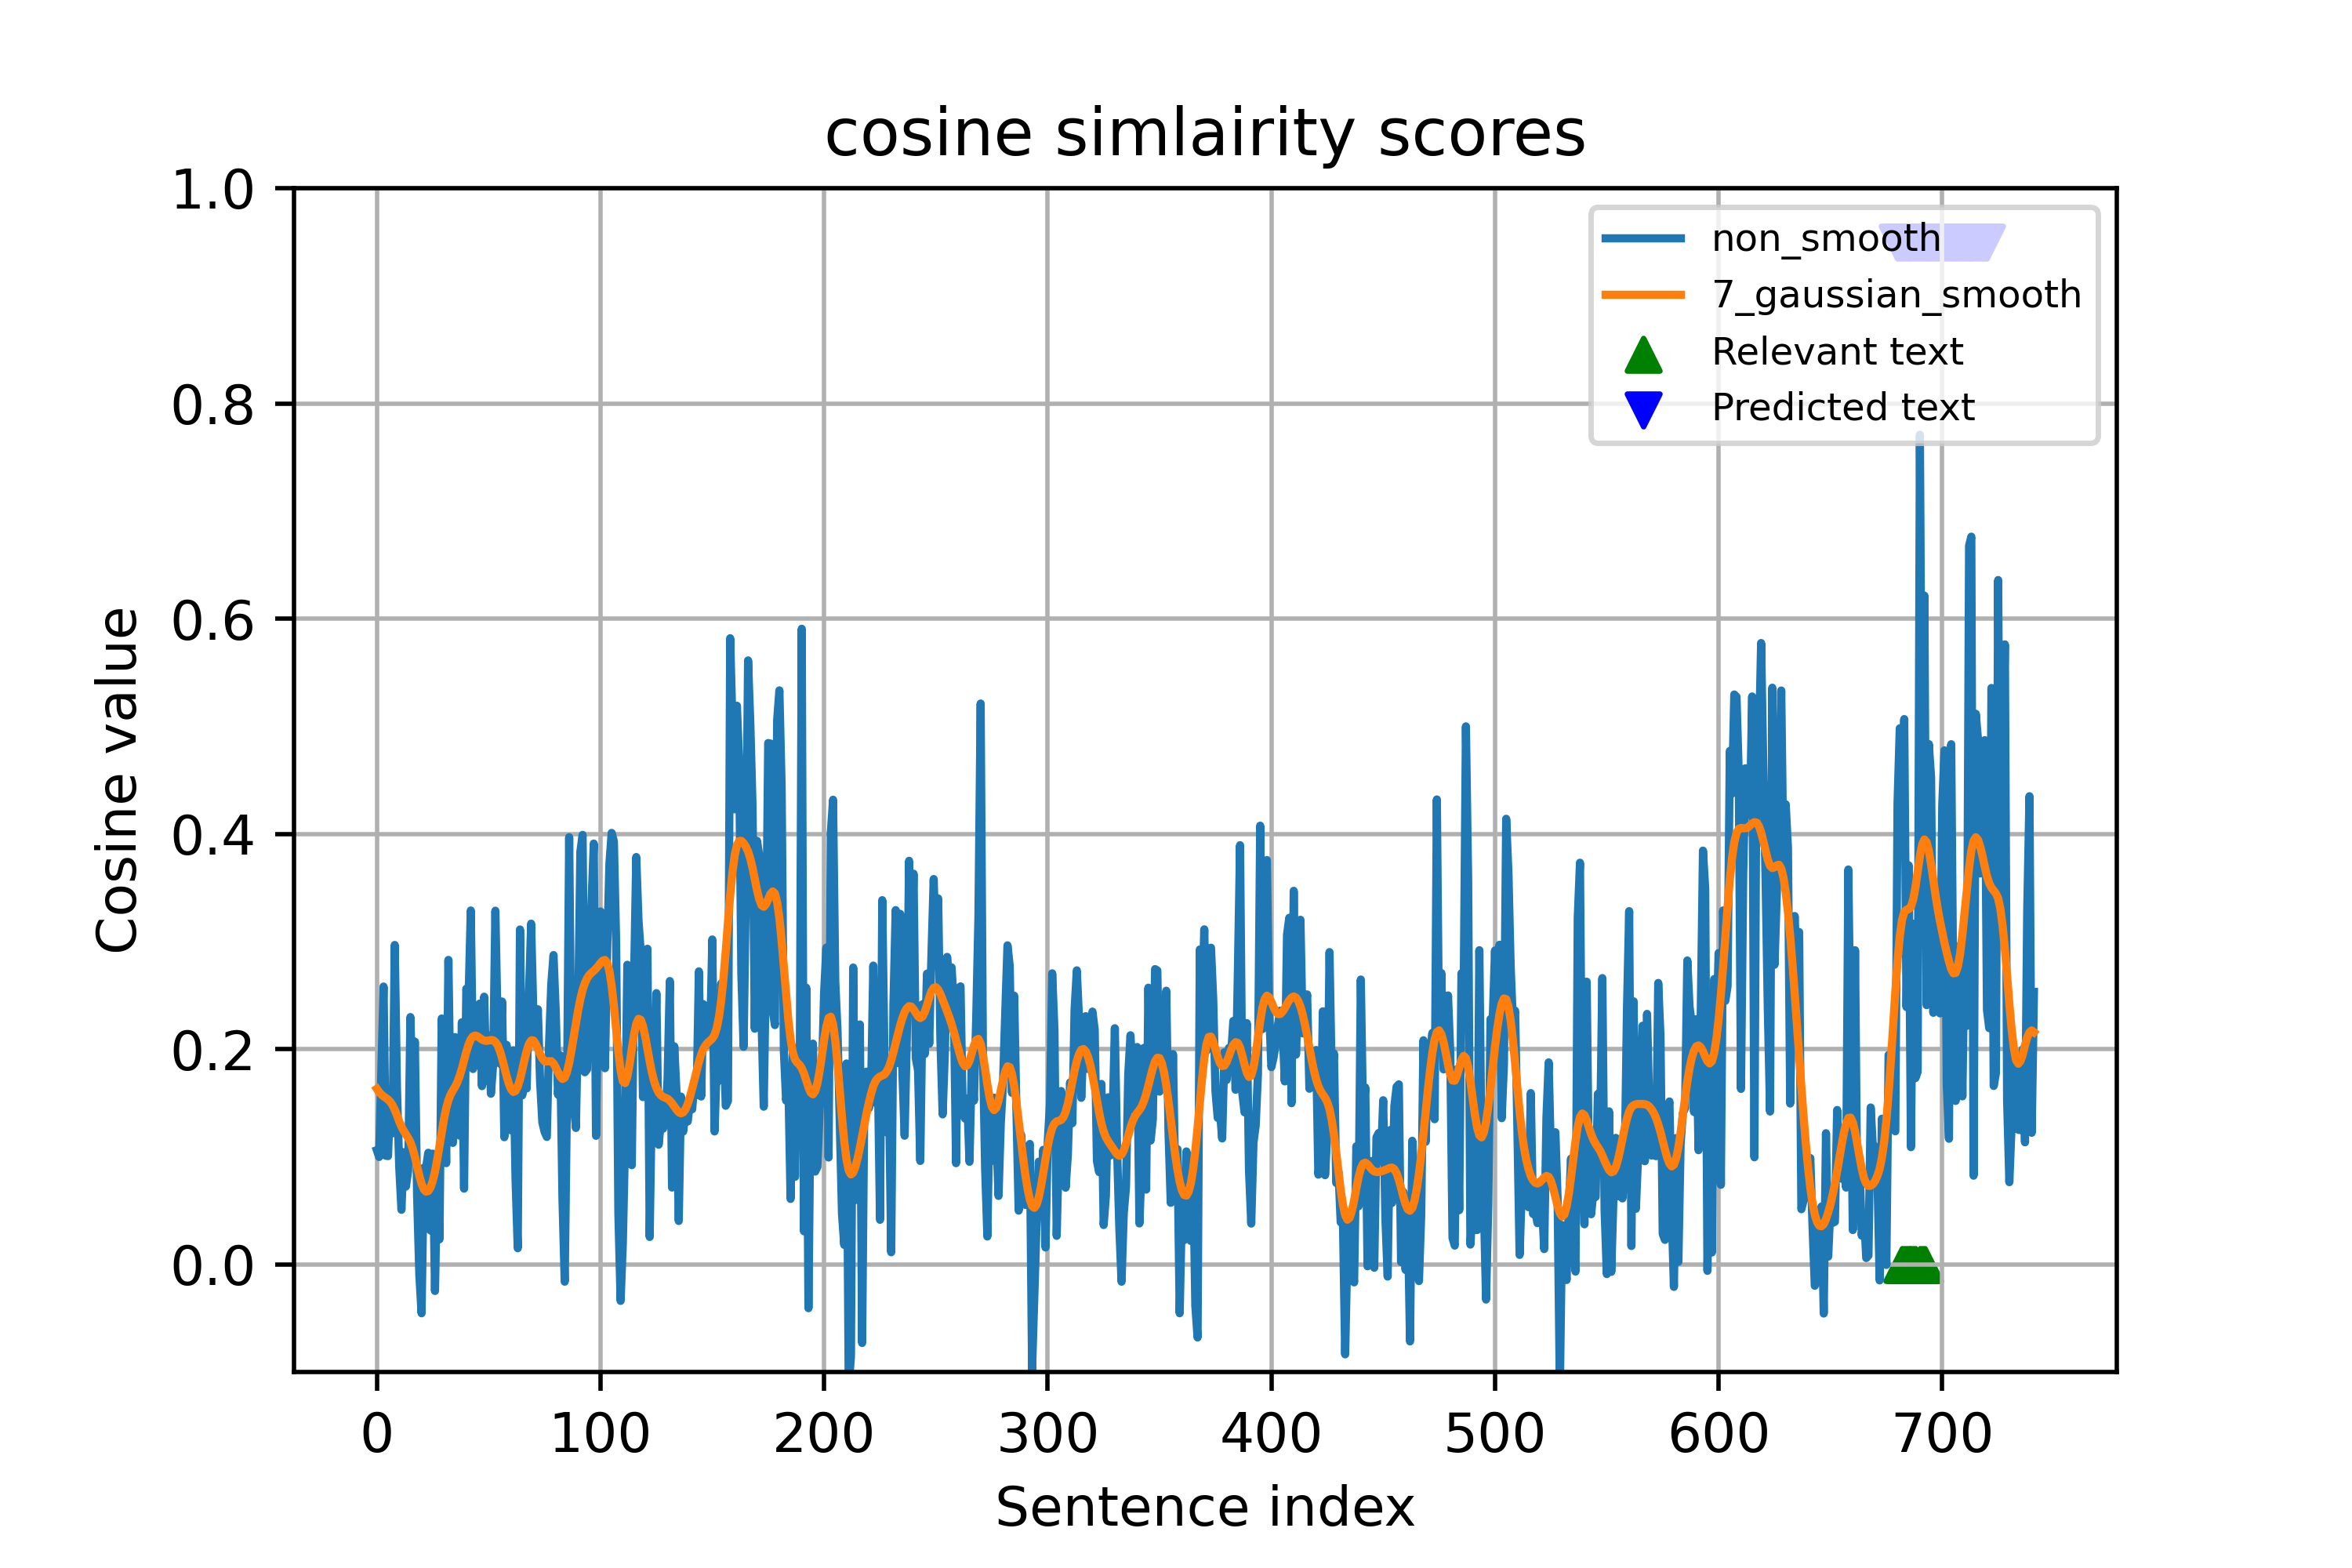 cosine simlairity scores
1.0
0.8
0.6
0.4
0.2
0.0
Cosine value
non_smooth
7_gaussian_smooth
Relevant text
Predicted text
0 100 200 300 400 500 600 700
Sentence index